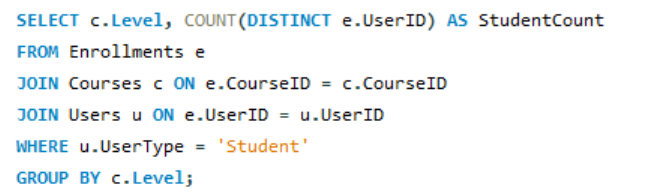 SELECT c.Level, COUNT(DISTINCT e.UserID) AS StudentCount
FROM Enrollments e
JOIN Courses c ON e.CourseID = c.CourseID
JOIN Users u ON e.UserID = u.UserID
WHERE u.UserType = 'Student'
GROUP BY c.Level;